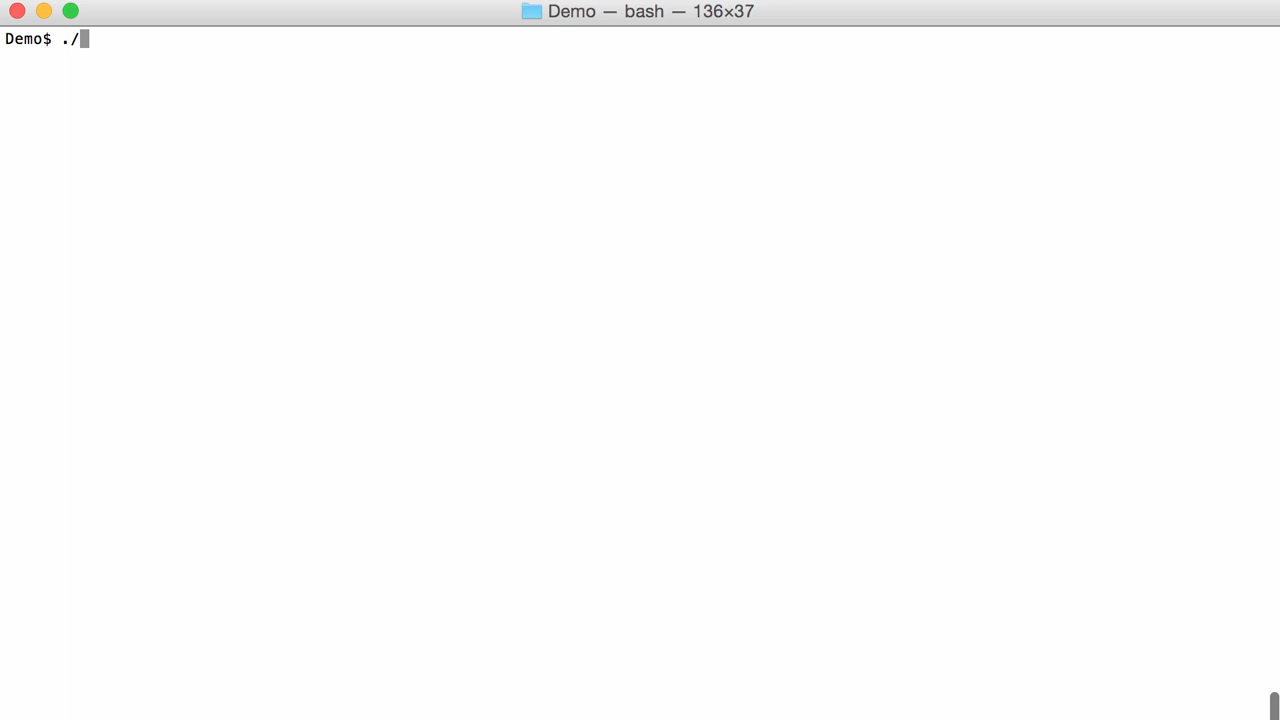 Demo — bash — 136×37
Demo$ ./